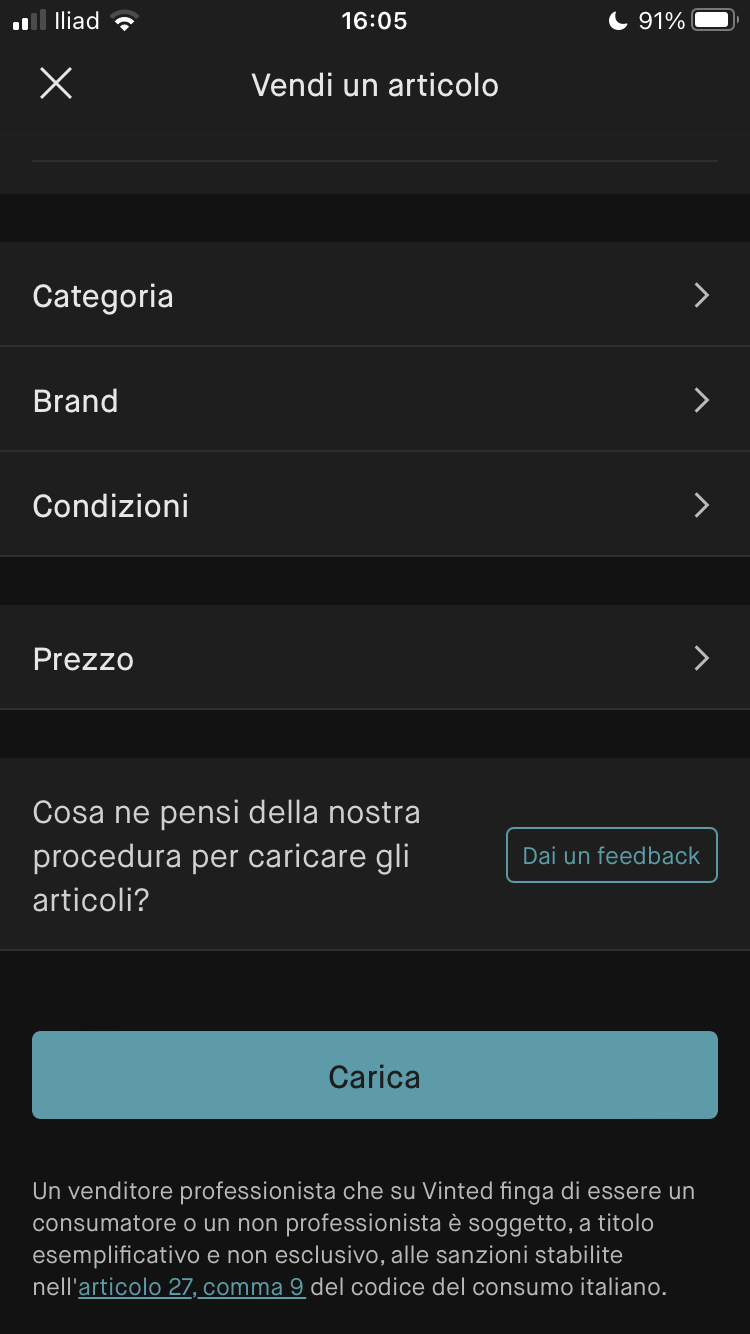 Iliad 16:05 91%
Vendi un articolo
Categoria
Brand
Condizioni
Prezzo
Cosa ne pensi della nostra
procedura per caricare gli
articoli?
Dai un feedback
Carica
Un venditore professionista che su Vinted finga di essere un
consumatore o un non professionista è soggetto, a titolo
esemplificativo e non esclusivo, alle sanzioni stabilite
nell'articolo 27, comma 9 del codice del consumo italiano.